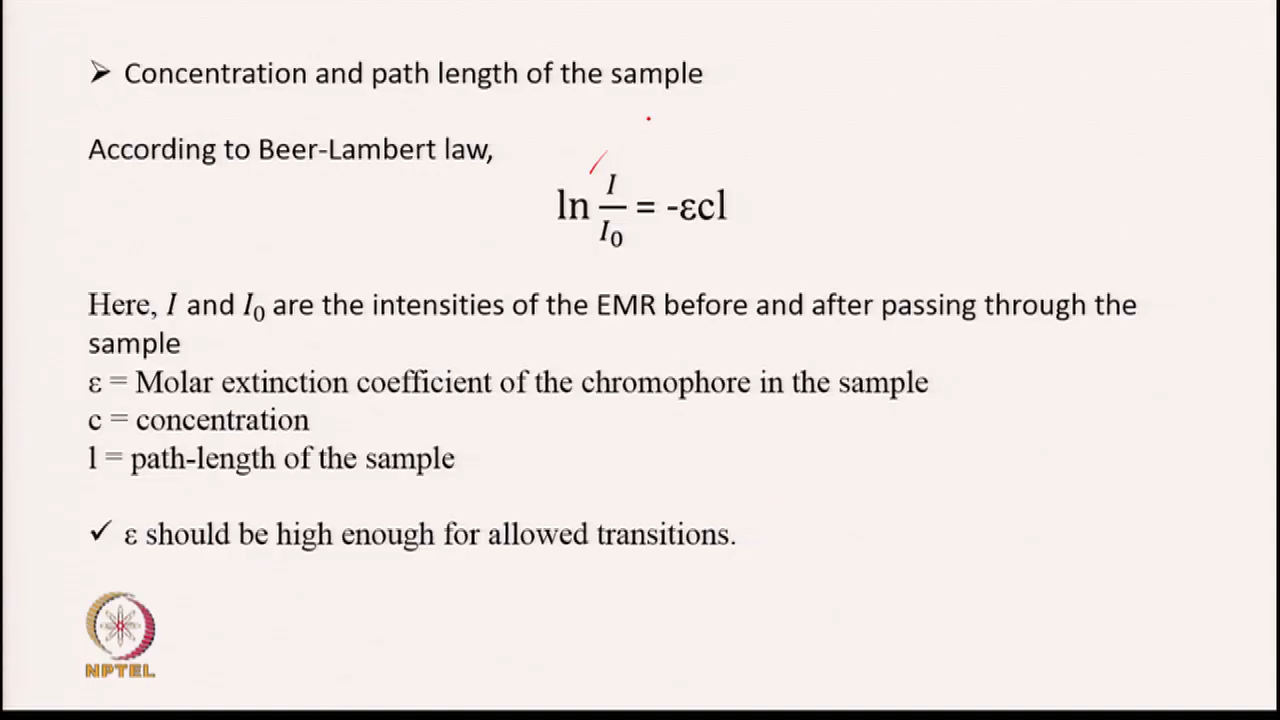 ➢ Concentration and path length of the sample
According to Beer-Lambert law,
ln I/I₀ = -εcl
Here, I and I₀ are the intensities of the EMR before and after passing through the
sample
ε = Molar extinction coefficient of the chromophore in the sample
c = concentration
l = path-length of the sample
✓ ε should be high enough for allowed transitions.
NPTEL